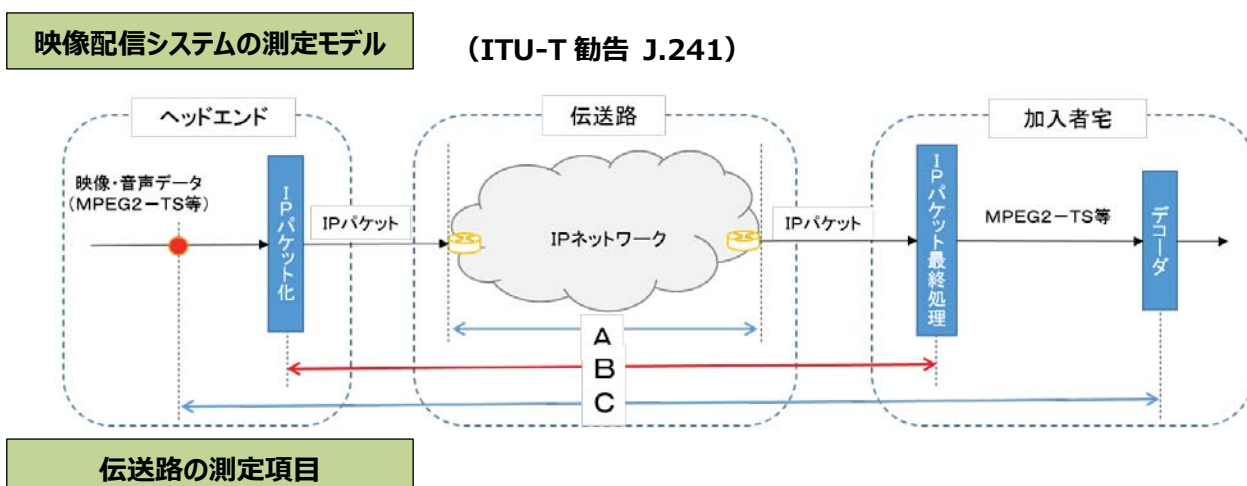 映像配信システムの測定モデル
（ITU-T 勧告 J.241）
ヘッドエンド
伝送路
加入者宅
映像・音声データ
（MPEG2－TS等）
IPパケット化
IPパケット
IPネットワーク
IPパケット
IPパケット最終処理
MPEG2－TS等
デコーダ
A
B
C
伝送路の測定項目